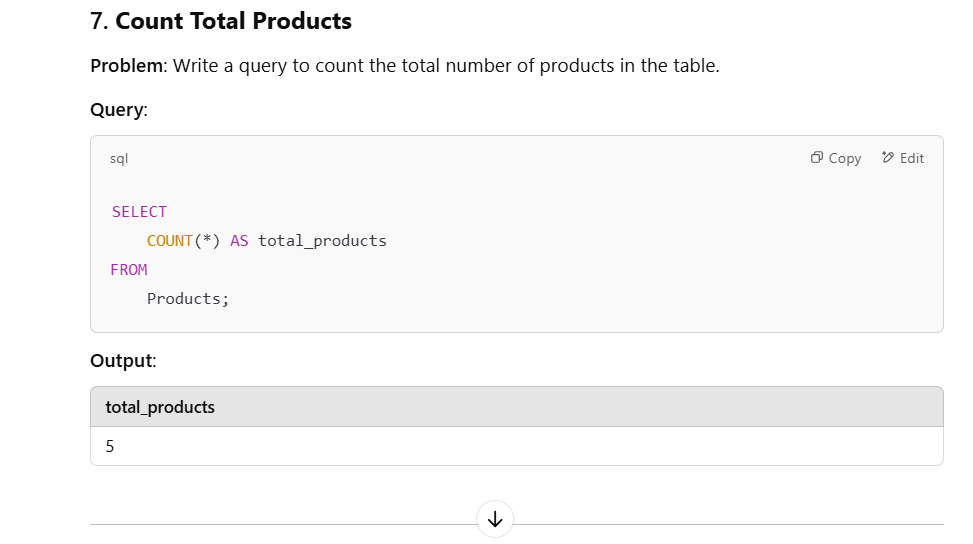 7. Count Total Products
Problem: Write a query to count the total number of products in the table.
Query:
sql
Copy
Edit
SELECT
    COUNT(*) AS total_products
FROM
    Products;
Output:
total_products
5